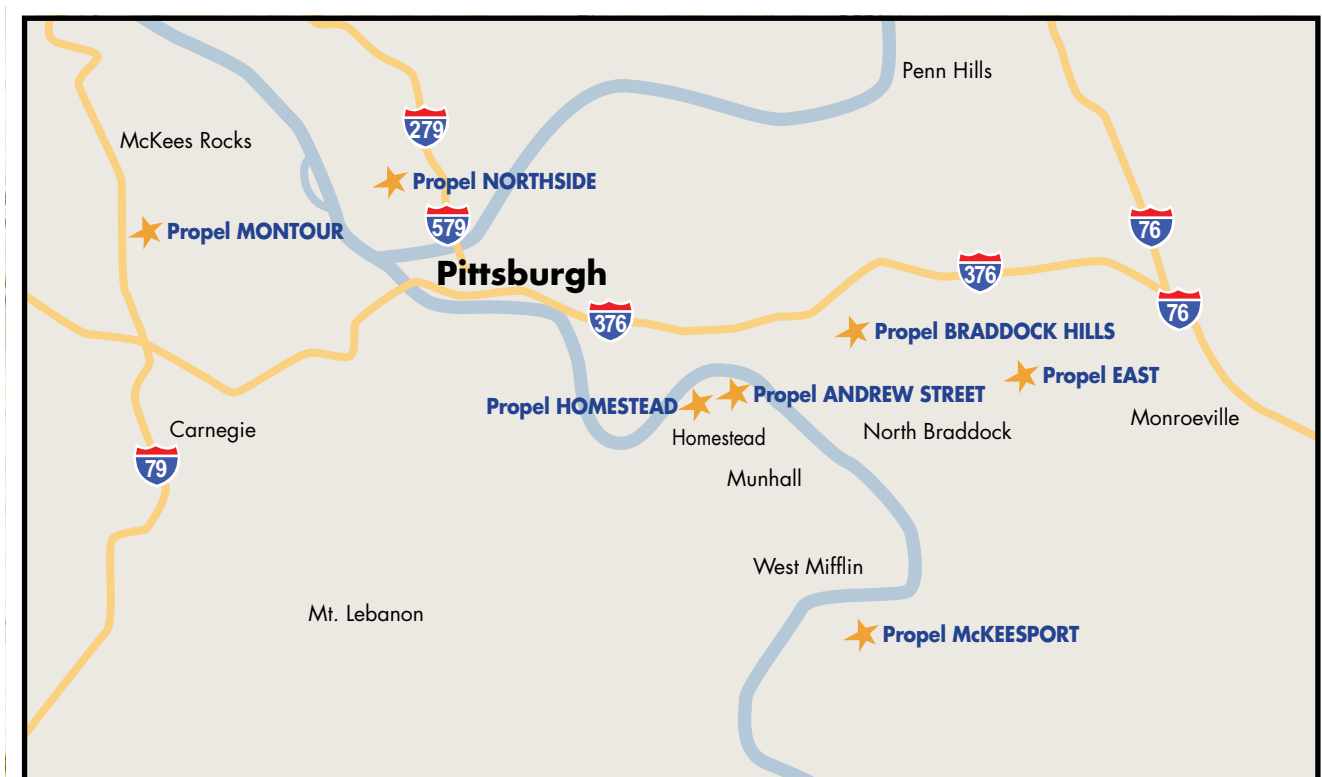 Penn Hills
279
McKees Rocks
Propel NORTHSIDE
579
76
Propel MONTOUR
Pittsburgh
376
76
376
Propel BRADDOCK HILLS
Propel EAST
Propel ANDREW STREET
Propel HOMESTEAD
Monroeville
Carnegie
North Braddock
Homestead
79
Munhall
West Mifflin
Mt. Lebanon
Propel McKEESPORT